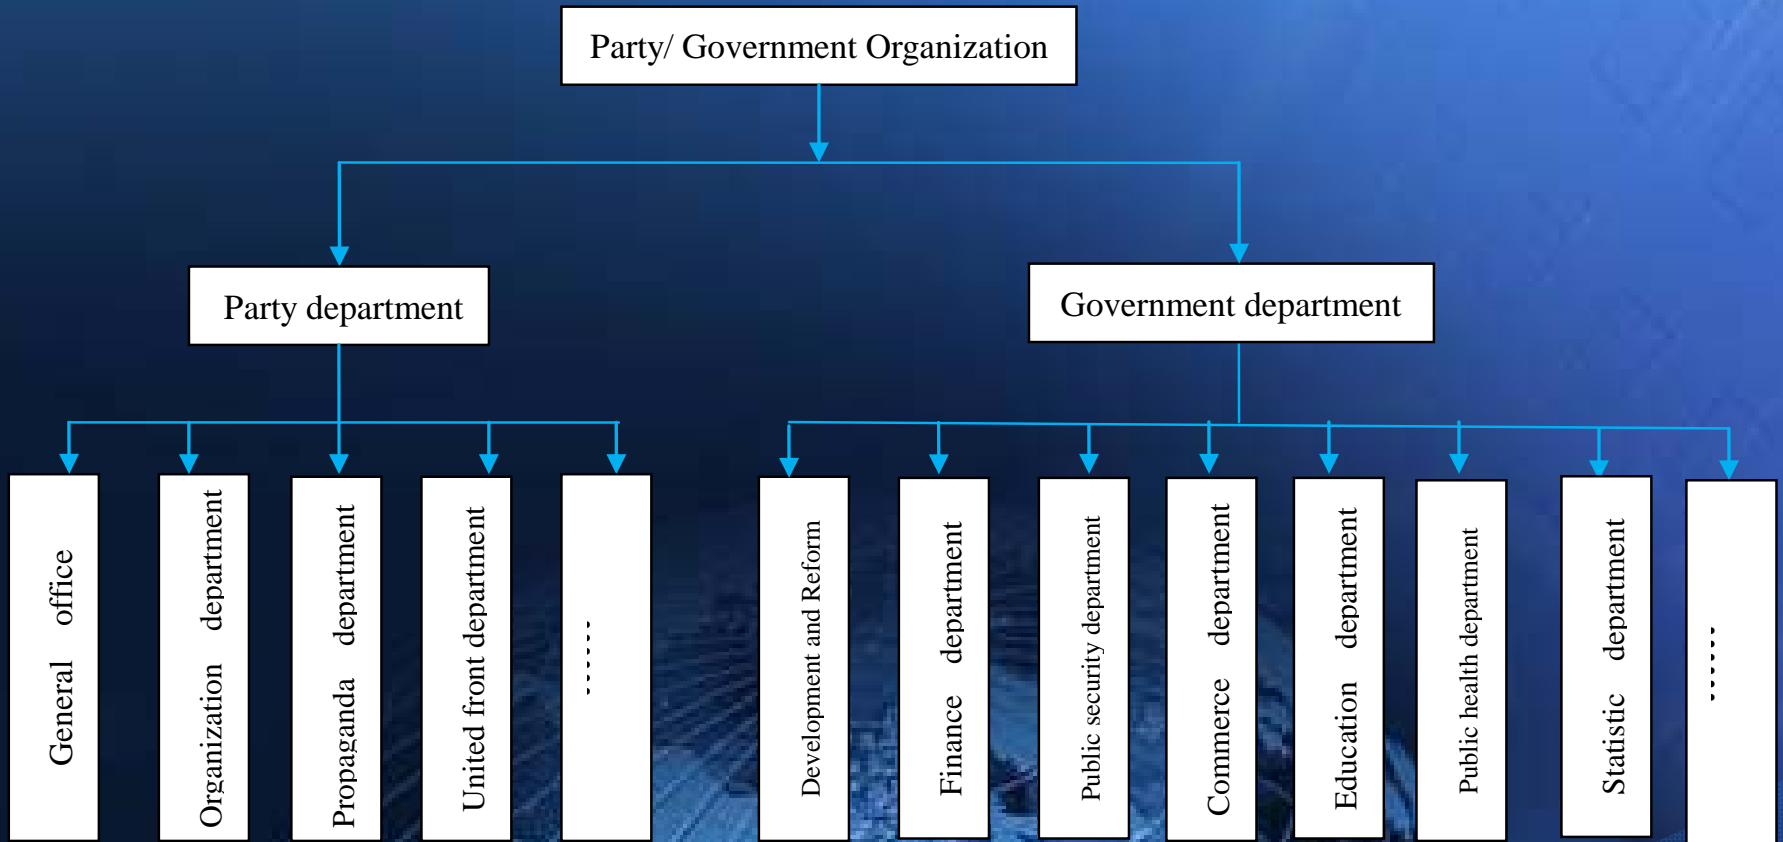 Party/ Government Organization
Party department
Government department
General office
Organization department
Propaganda department
United front department
......
Development and Reform
Finance department
Public security department
Commerce department
Education department
Public health department
Statistic department
......